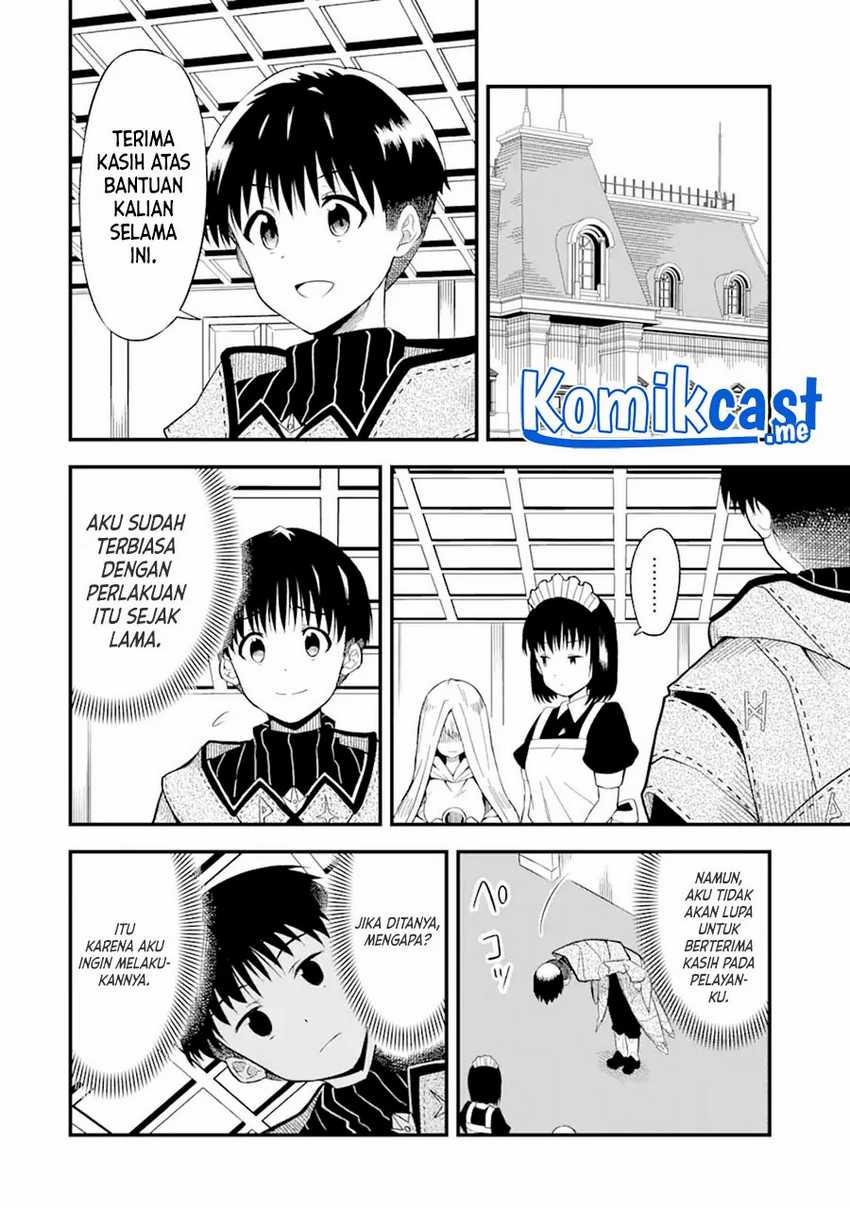 TERIMA
KASIH ATAS
BANTUAN
KALIAN
SELAMA
INI.
Komikcast
.me
.......
AKU SUDAH
TERBIASA
DENGAN
PERLAKUAN
ITU SEJAK
LAMA.
NAMUN,
AKU TIDAK
AKAN LUPA
UNTUK
BERTERIMA
KASIH PADA
PELAYAN-
KU.
ペコッ
JIKA DITANYA,
MENGAPA?
ITU
KARENA AKU
INGIN MELAKU-
KANNYA.